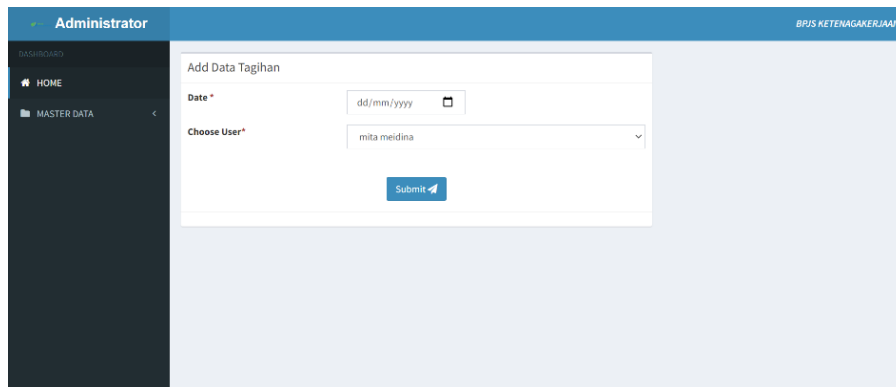 Administrator
BPJS KETENAGAKERJAAN
DASHBOARD
HOME
MASTER DATA
Add Data Tagihan
Date *
dd/mm/yyyy
Choose User*
mita meidina
Submit